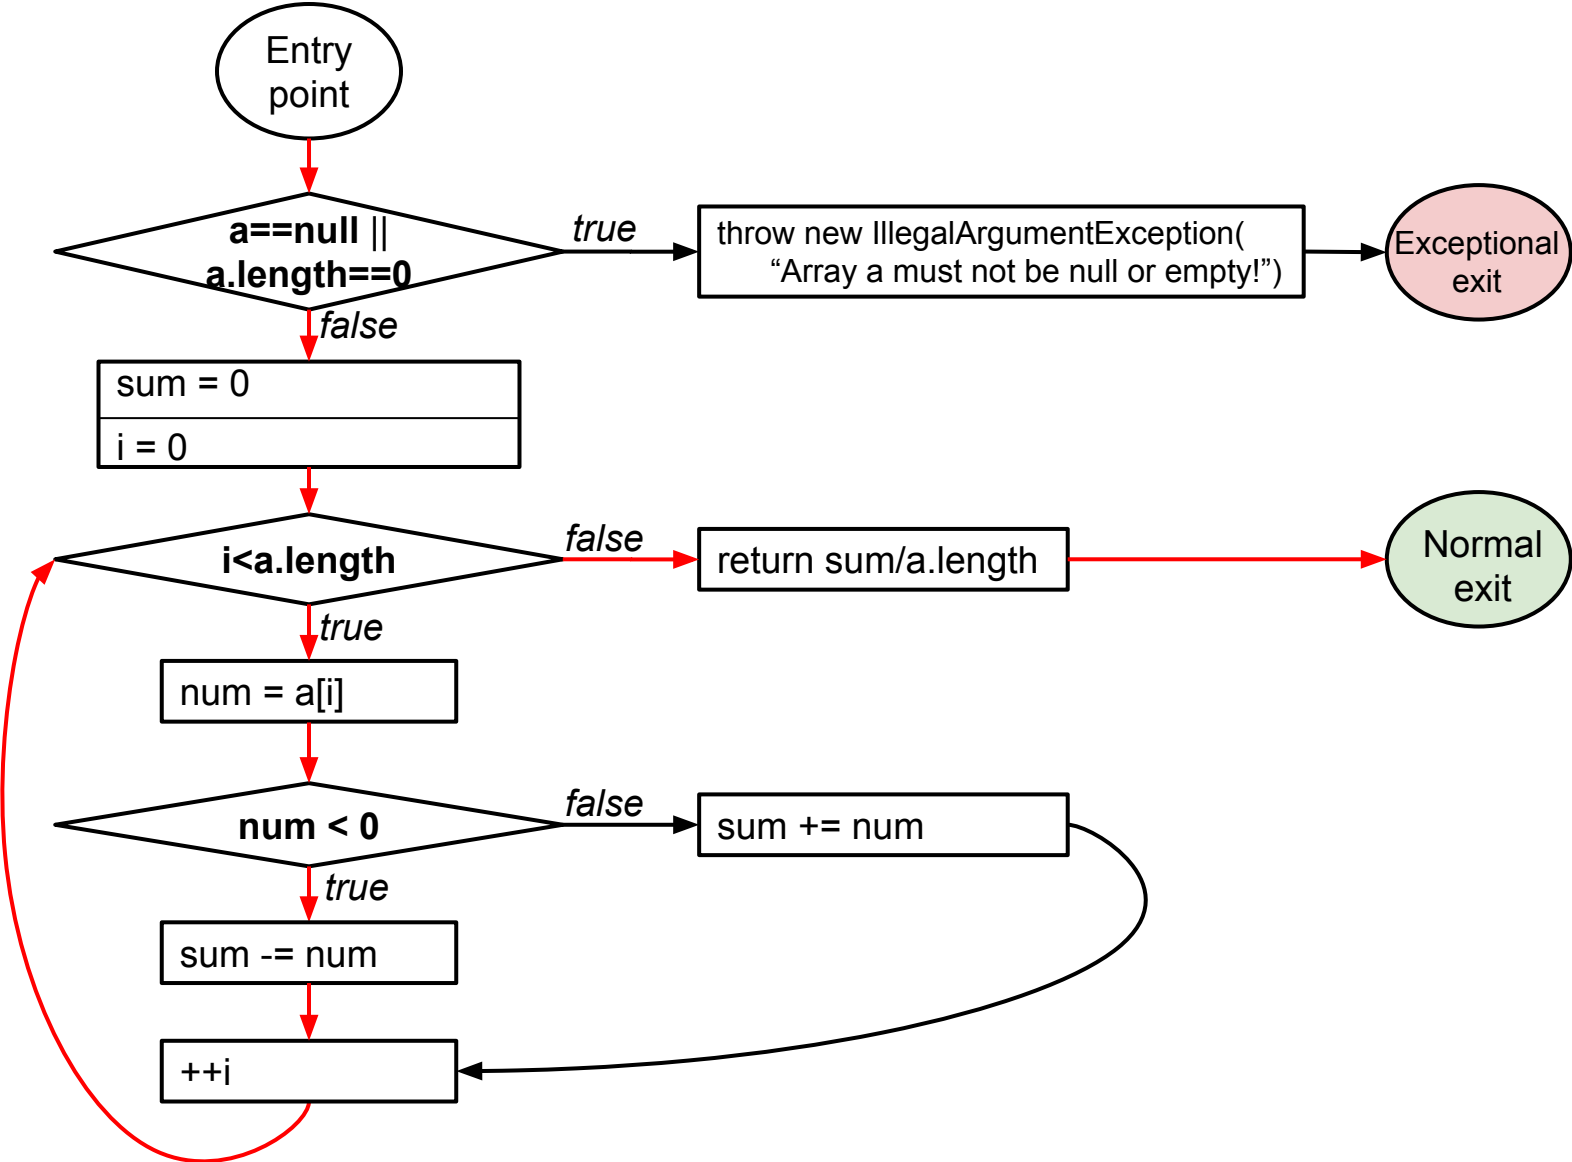 Entry
point
a==null ||
a.length==0
true
throw new IllegalArgumentException(
“Array a must not be null or empty!”)
Exceptional
exit
false
sum = 0
i = 0
i<a.length
false
return sum/a.length
Normal
exit
true
num = a[i]
num < 0
false
sum += num
true
sum -= num
++i